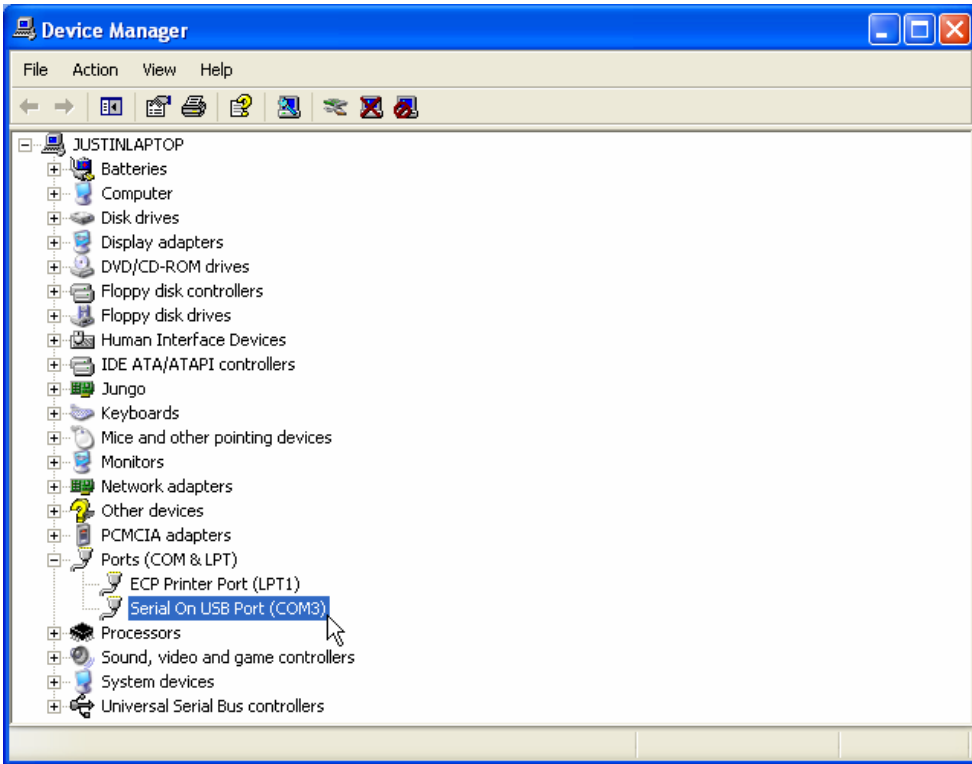 Device Manager
File Action View Help
JUSTINLAPTOP
Batteries
Computer
Disk drives
Display adapters
DVD/CD-ROM drives
Floppy disk controllers
Floppy disk drives
Human Interface Devices
IDE ATA/ATAPI controllers
Jungo
Keyboards
Mice and other pointing devices
Monitors
Network adapters
Other devices
PCMCIA adapters
Ports (COM & LPT)
ECP Printer Port (LPT1)
Serial On USB Port (COM3)
Processors
Sound, video and game controllers
System devices
Universal Serial Bus controllers